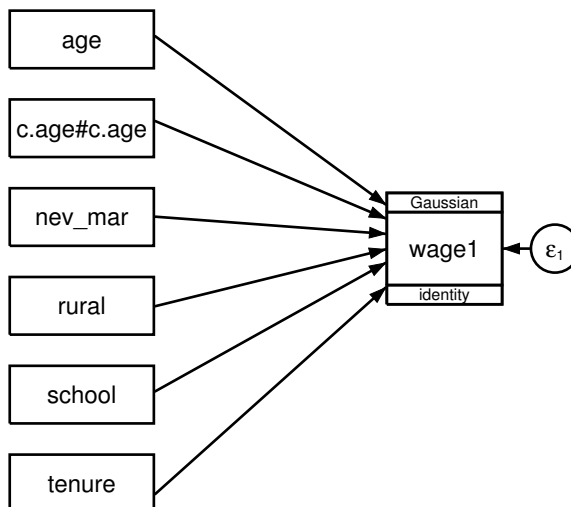 age
c.age#c.age
nev_mar
rural
school
tenure
Gaussian
wage1
identity
ε₁